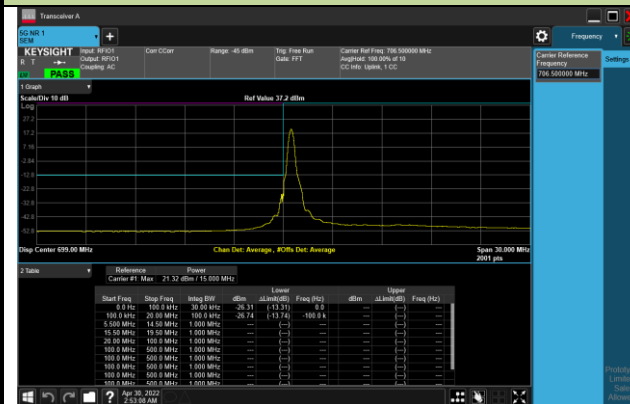 Transceiver A
5G NR 1
SEM
Frequency
KEYSIGHT
R T
PASS
Input: RFIO1
Output: RFIO1
Coupling: AC
Corr CCorr
Range: -45 dBm
Trig: Free Run
Gate: FFT
Carrier Ref Freq: 706.500000 MHz
Avg|Hold: 100.00% of 10
CC Info: Uplink, 1 CC
Carrier Reference
Frequency
706.500000 MHz
Settings
1 Graph
Scale/Div 10 dB
Ref Value 37.2 dBm
Log
27.2
17.2
7.16
-2.84
-12.8
-22.8
-32.8
-42.8
-52.8
Disp Center 699.00 MHz
Chan Det: Average, #Offs Det: Average
Span 30.000 MHz
2001 pts
2 Table
Reference Power
Carrier #1 Max 21.32 dBm / 15.000 MHz
Lower Upper
Start Freq Stop Freq Integ BW dBm ΔLimit(dB) Freq (Hz) dBm ΔLimit(dB) Freq (Hz)
0.0 Hz 100.0 kHz 30.00 kHz -26.31 (-13.31) 0.0 --- (---) ---
100.0 kHz 20.00 MHz 100.0 kHz -26.74 (-13.74) -100.0 k --- (---) ---
5.500 MHz 14.50 MHz 1.000 MHz --- (---) --- --- (---) ---
15.50 MHz 19.50 MHz 1.000 MHz --- (---) --- --- (---) ---
20.00 MHz 100.0 MHz 1.000 MHz --- (---) --- --- (---) ---
100.0 MHz 500.0 MHz 1.000 MHz --- (---) --- --- (---) ---
100.0 MHz 500.0 MHz 1.000 MHz --- (---) --- --- (---) ---
100.0 MHz 500.0 MHz 1.000 MHz --- (---) --- --- (---) ---
100.0 MHz 500.0 MHz 1.000 MHz --- (---) --- --- (---) ---
Apr 30, 2022
2:53:08 AM